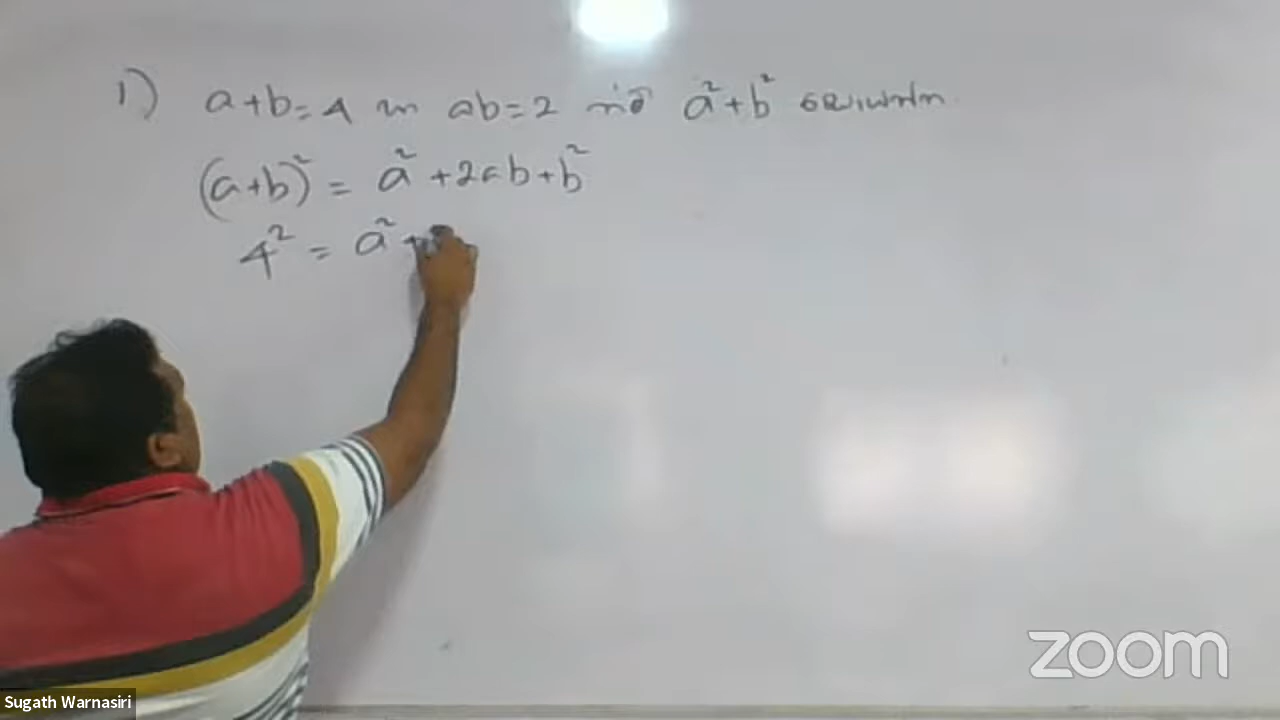 1) a+b=4 හා ab=2 නම් a²+b² සොයන්න
(a+b)² = a²+2ab+b²
4² = a²+
zoom
Sugath Warnasiri